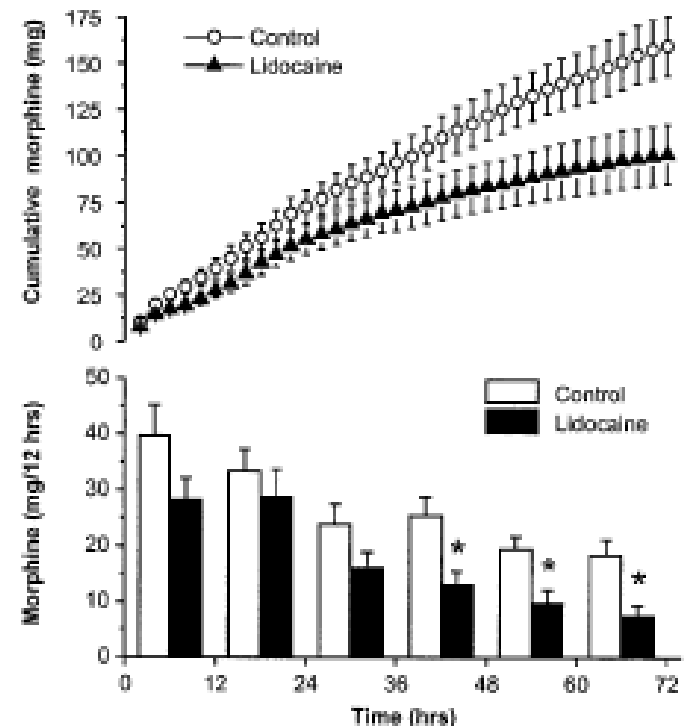 Cumulative morphine (mg)
175
150
125
100
75
50
25
0
Control
Lidocaine
Morphine (mg/12 hrs)
50
40
30
20
10
0
Control
Lidocaine
*
*
*
0 12 24 36 48 60 72
Time (hrs)